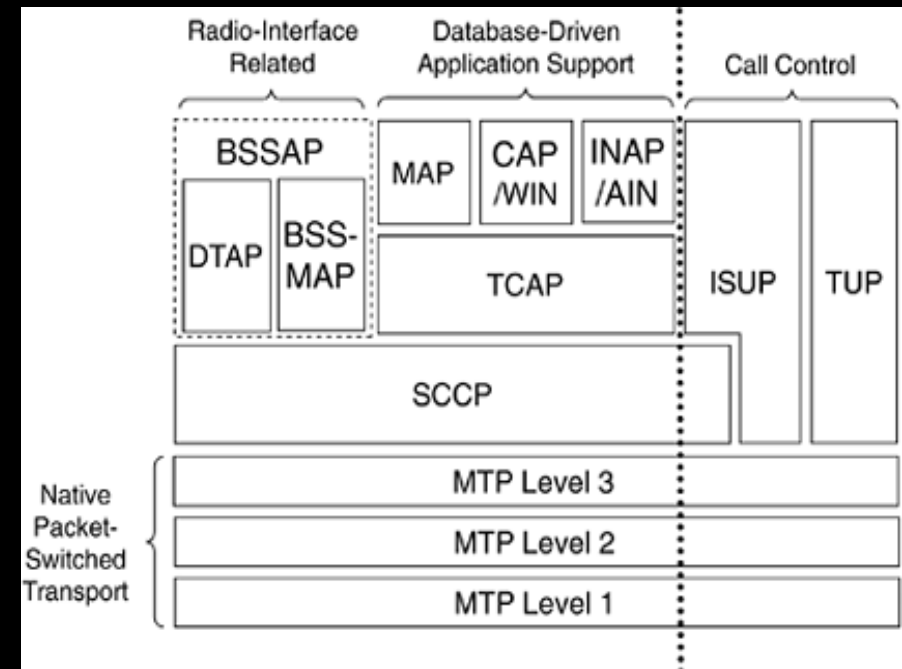 Radio-Interface
Related
Database-Driven
Application Support
Call Control
BSSAP
DTAP
BSS-
MAP
MAP
CAP
/WIN
INAP
/AIN
TCAP
ISUP
TUP
SCCP
Native
Packet-
Switched
Transport
MTP Level 3
MTP Level 2
MTP Level 1